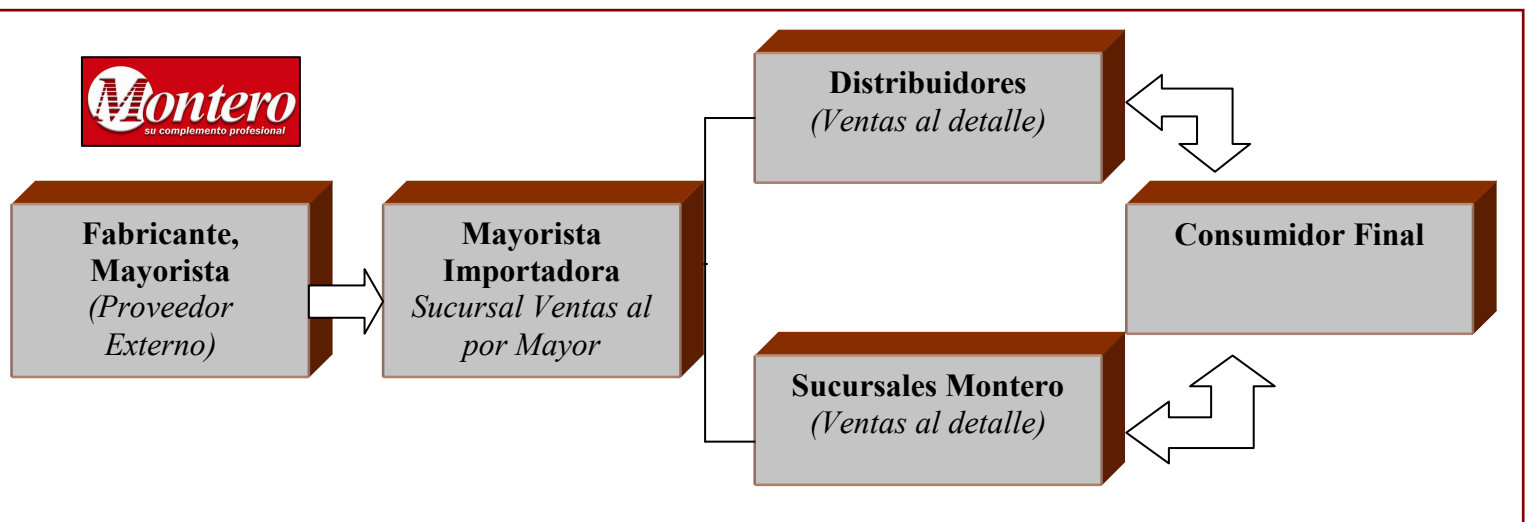 Montero
su complemento profesional
Fabricante,
Mayorista
(Proveedor
Externo)
Mayorista
Importadora
Sucursal Ventas al
por Mayor
Distribuidores
(Ventas al detalle)
Sucursales Montero
(Ventas al detalle)
Consumidor Final